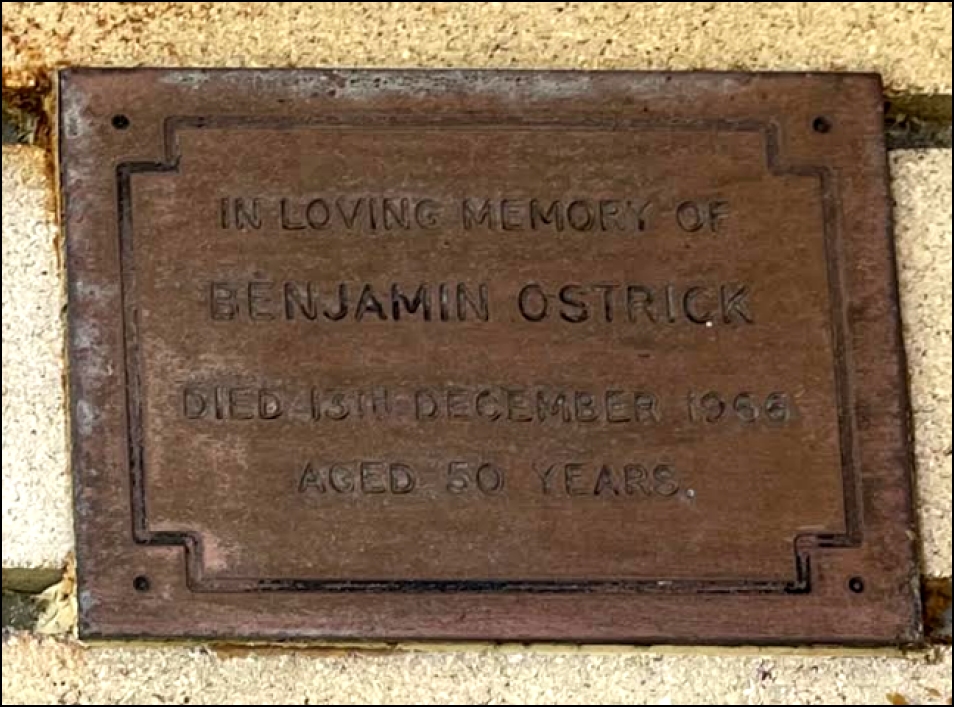 IN LOVING MEMORY OF
BENJAMIN OSTRICK
DIED 13TH DECEMBER 1966
AGED 50 YEARS.